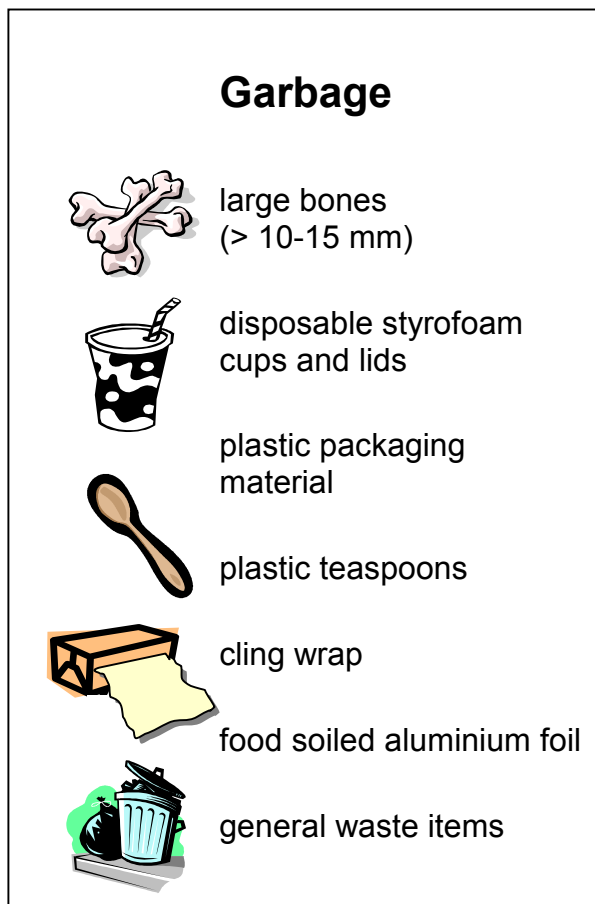 Garbage
large bones
(> 10-15 mm)
disposable styrofoam
cups and lids
plastic packaging
material
plastic teaspoons
cling wrap
food soiled aluminium foil
general waste items